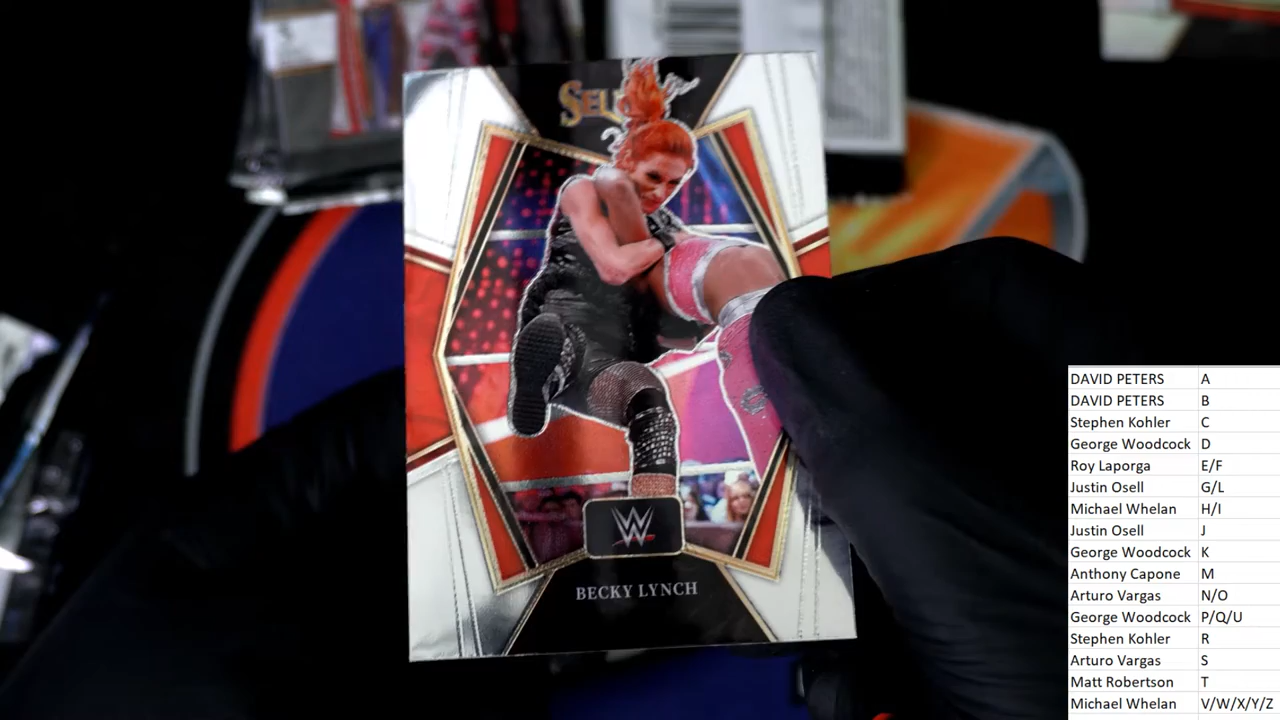 BECKY LYNCH
DAVID PETERS A
DAVID PETERS B
Stephen Kohler C
George Woodcock D
Roy Laporga E/F
Justin Osell G/L
Michael Whelan H/I
Justin Osell J
George Woodcock K
Anthony Capone M
Arturo Vargas N/O
George Woodcock P/Q/U
Stephen Kohler R
Arturo Vargas S
Matt Robertson T
Michael Whelan V/W/X/Y/Z